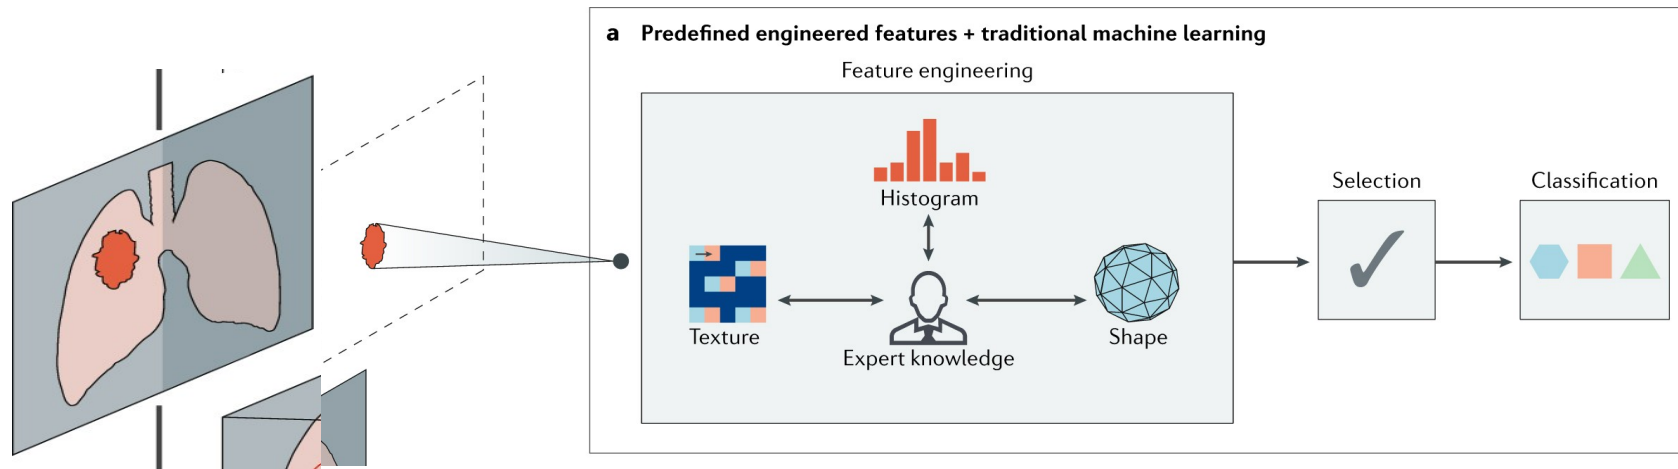 a Predefined engineered features + traditional machine learning
Feature engineering
Histogram
Texture
Expert knowledge
Shape
Selection
Classification